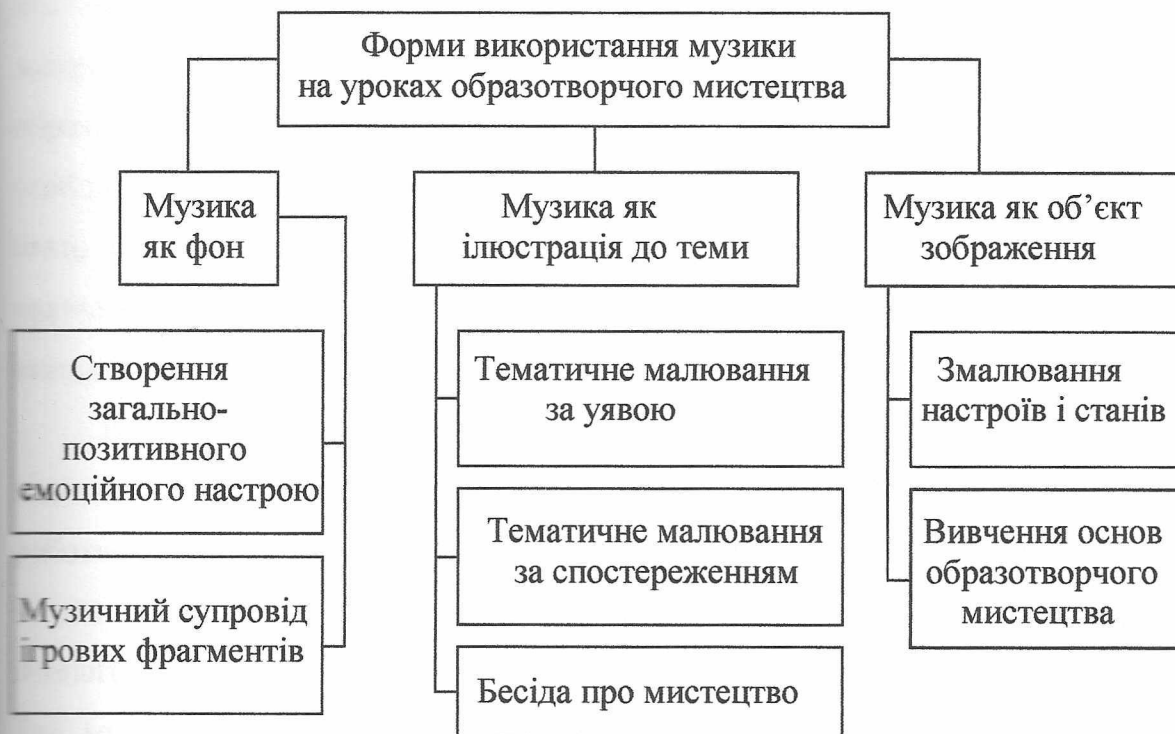 Форми використання музики
на уроках образотворчого мистецтва
Музика
як фон
Музика як
ілюстрація до теми
Музика як об’єкт
зображення
Створення
загально-
позитивного
емоційного настрою
Музичний супровід
ігрових фрагментів
Тематичне малювання
за уявою
Тематичне малювання
за спостереженням
Бесіда про мистецтво
Змалювання
настроїв і станів
Вивчення основ
образотворчого
мистецтва